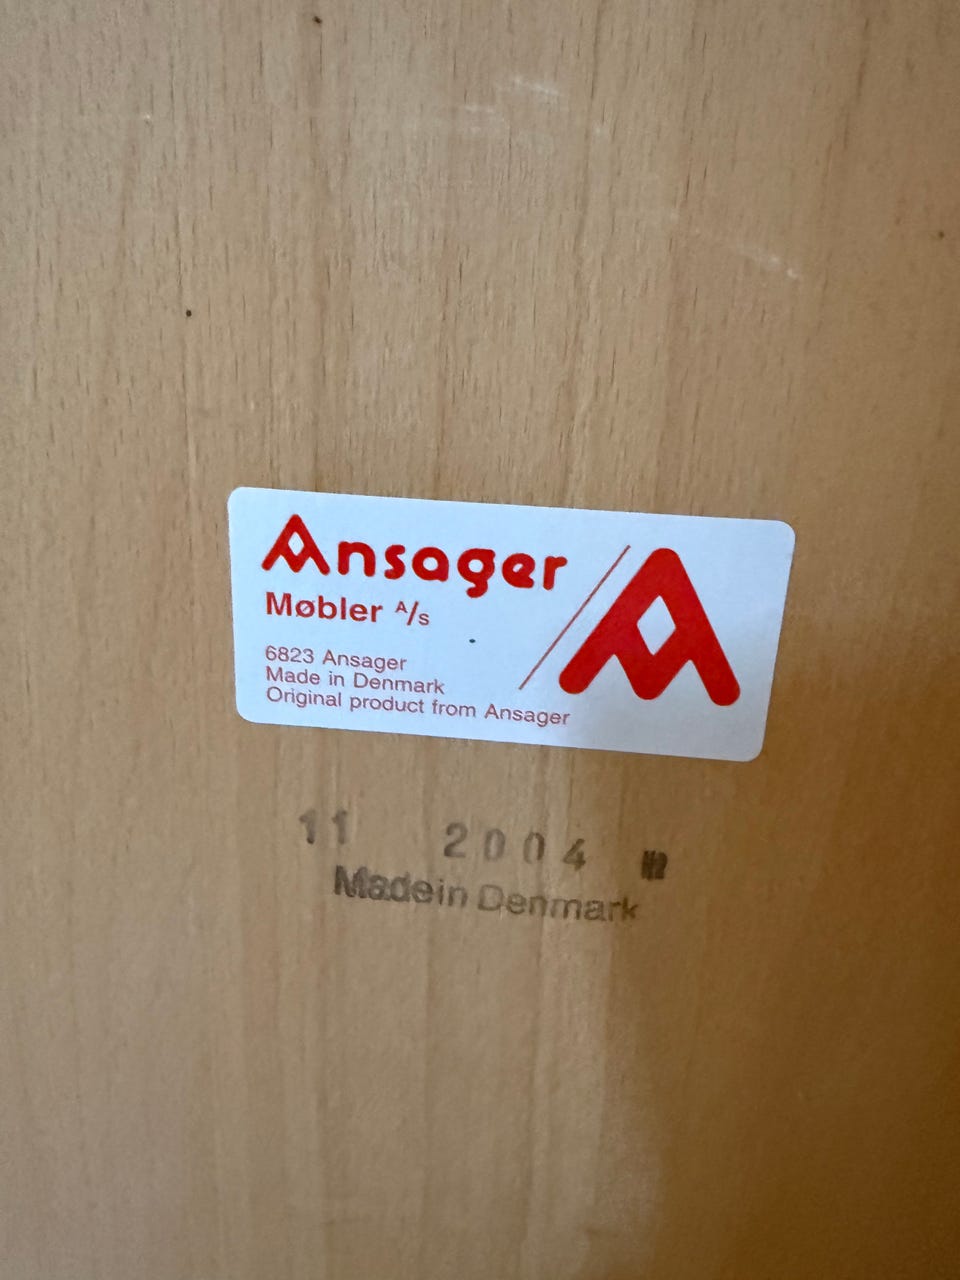 Ansager
Møbler A/s
6823 Ansager
Made in Denmark
Original product from Ansager
11 2004
Made in Denmark